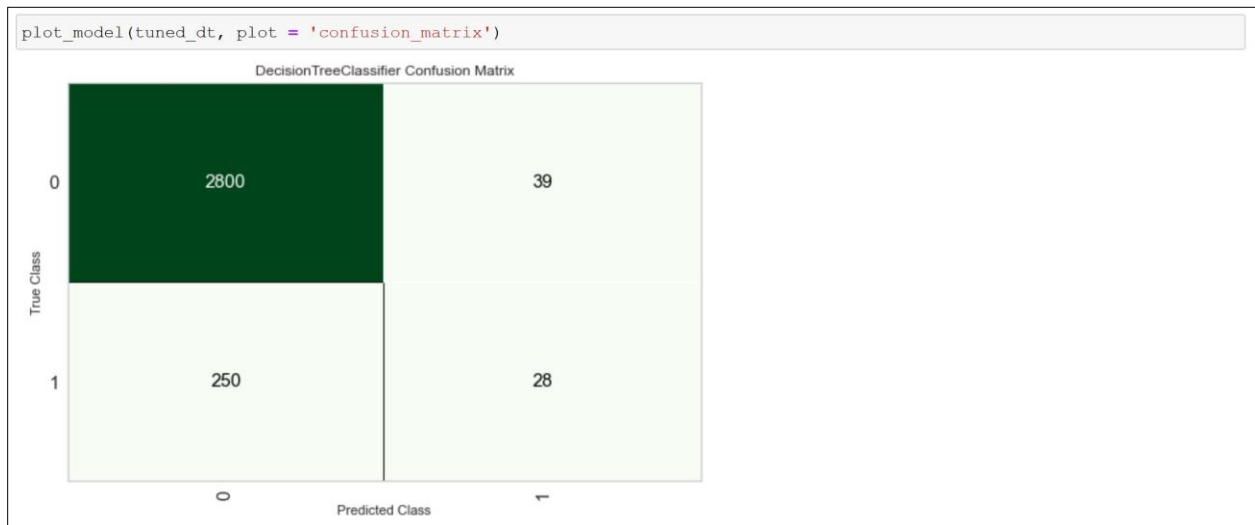 plot_model(tuned_dt, plot = 'confusion_matrix')
DecisionTreeClassifier Confusion Matrix
True Class
0
2800
39
1
250
28
0
1
Predicted Class